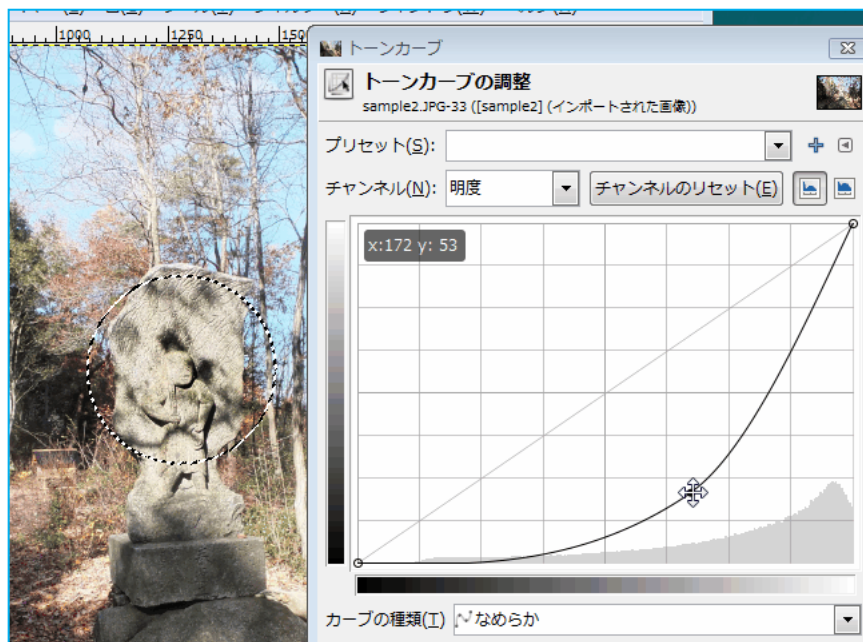 1000 1250 1500
トーンカーブ
トーンカーブの調整
sample2.JPG-33 ([sample2] (インポートされた画像))
プリセット(S):
チャンネル(N): 明度 チャンネルのリセット(E)
x:172 y: 53
カーブの種類(T) なめらか